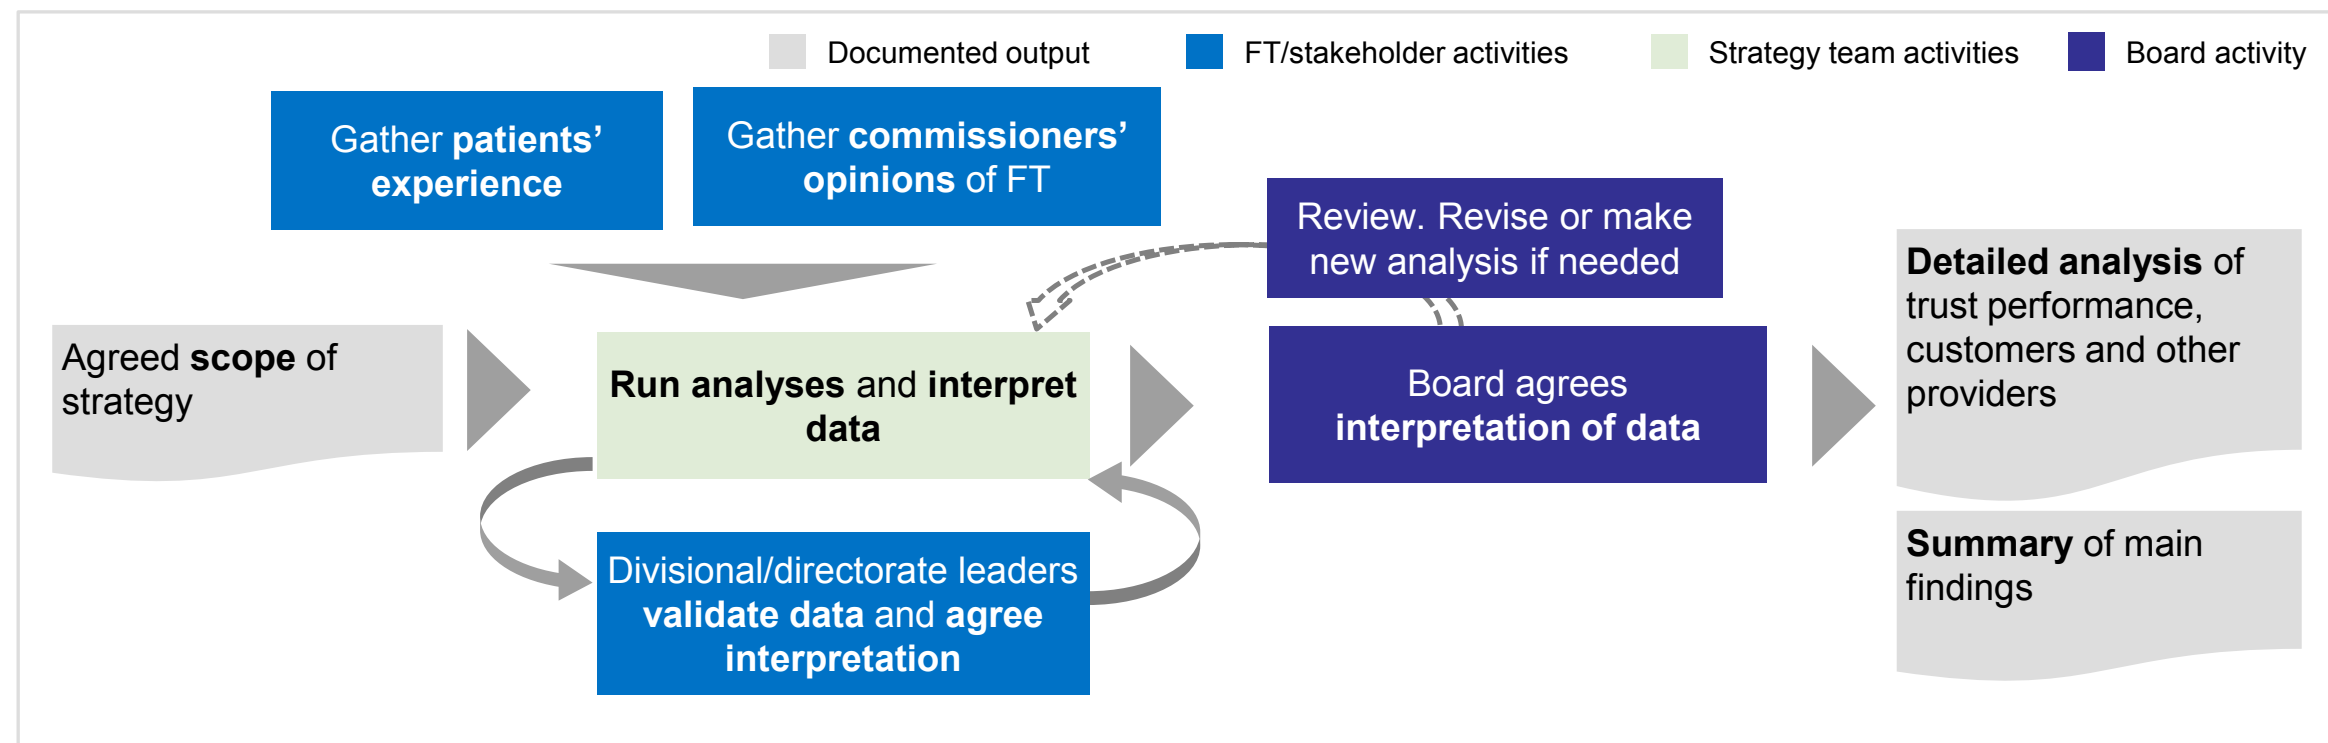 Documented output
FT/stakeholder activities
Strategy team activities
Board activity
Gather patients’
experience
Gather commissioners’
opinions of FT
Review. Revise or make
new analysis if needed
Agreed scope of
strategy
Run analyses and interpret
data
Board agrees
interpretation of data
Detailed analysis of
trust performance,
customers and other
providers
Divisional/directorate leaders
validate data and agree
interpretation
Summary of main
findings